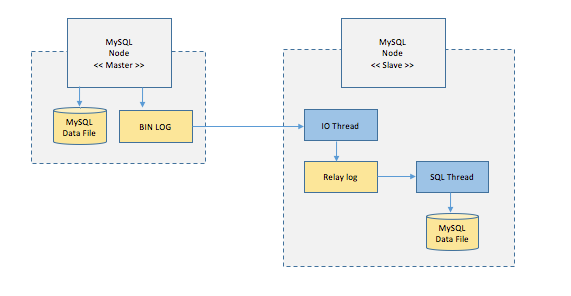 MySQL
Node
<< Master >>
MySQL
Data File
BIN LOG
MySQL
Node
<< Slave >>
IO Thread
Relay log
SQL Thread
MySQL
Data File